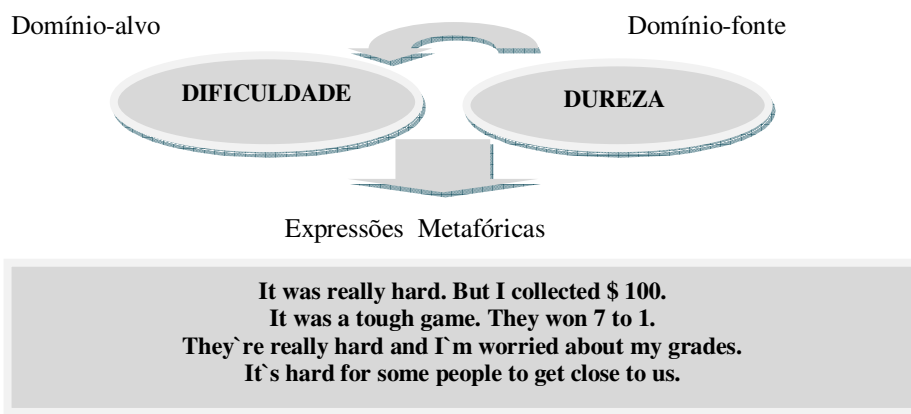 Domínio-alvo Domínio-fonte
DIFICULDADE DUREZA
Expressões Metafóricas
It was really hard. But I collected $ 100.
It was a tough game. They won 7 to 1.
They`re really hard and I`m worried about my grades.
It`s hard for some people to get close to us.